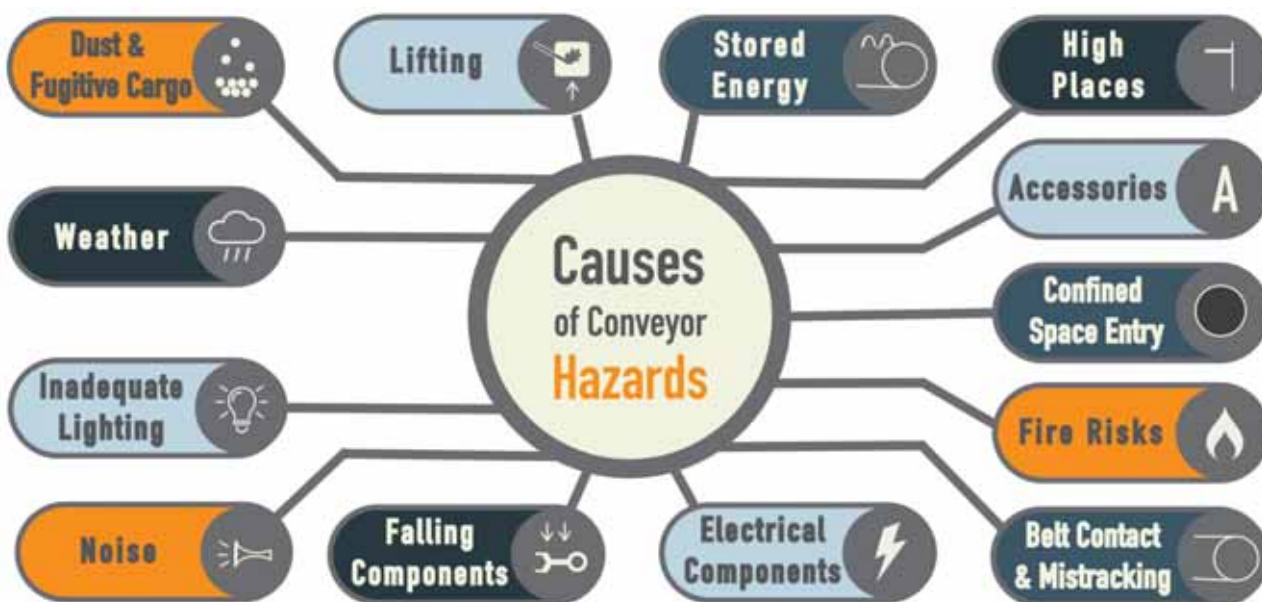 Dust &
Fugitive Cargo
Lifting
Stored
Energy
High
Places
Weather
Accessories
A
Causes
of Conveyor
Hazards
Confined
Space Entry
Inadequate
Lighting
Fire Risks
Noise
Falling
Components
Electrical
Components
Belt Contact
& Mistracking